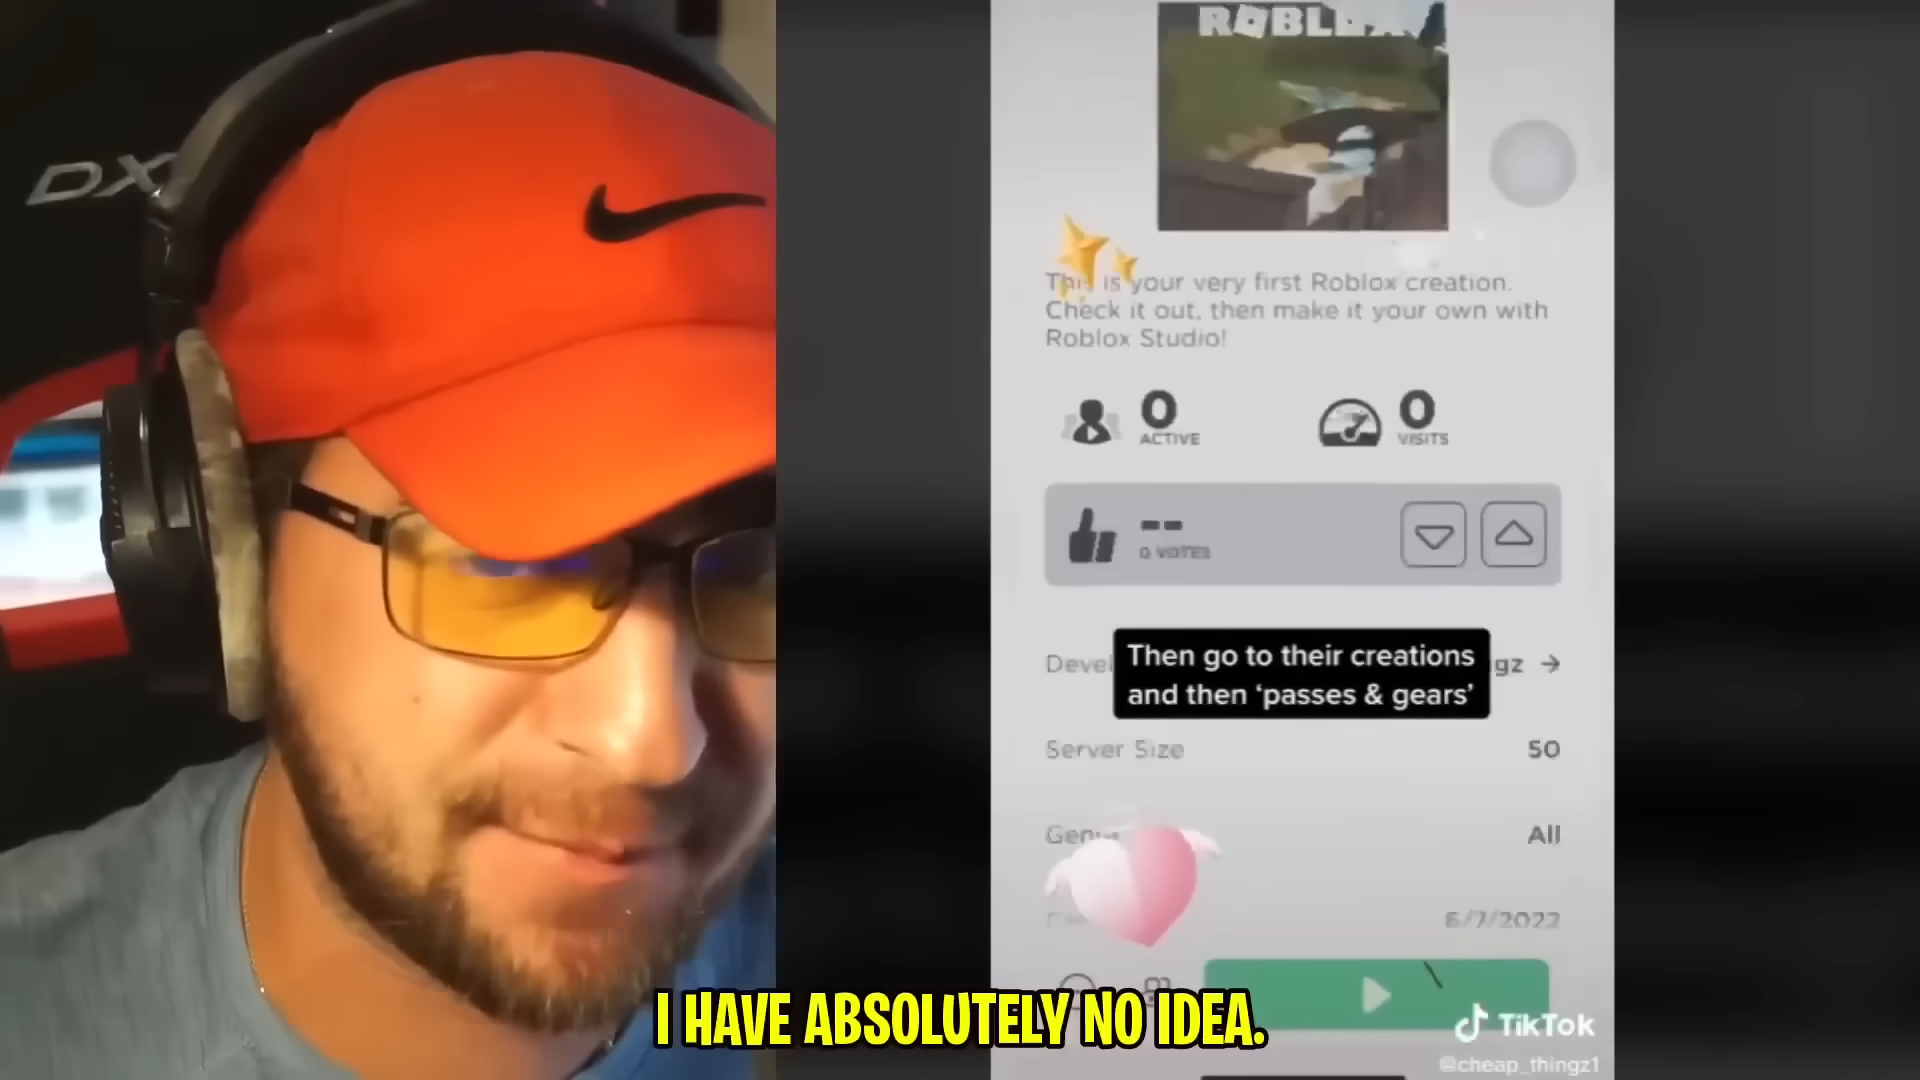 DX
ROBLOX
This is your very first Roblox creation.
Check it out, then make it your own with
Roblox Studio!
0
ACTIVE
0
VISITS
--
0 VOTES
Then go to their creations
and then ‘passes & gears’
gz →
Server Size 50
All
6/7/2022
I HAVE ABSOLUTELY NO IDEA.
TikTok
@cheap_thingz1